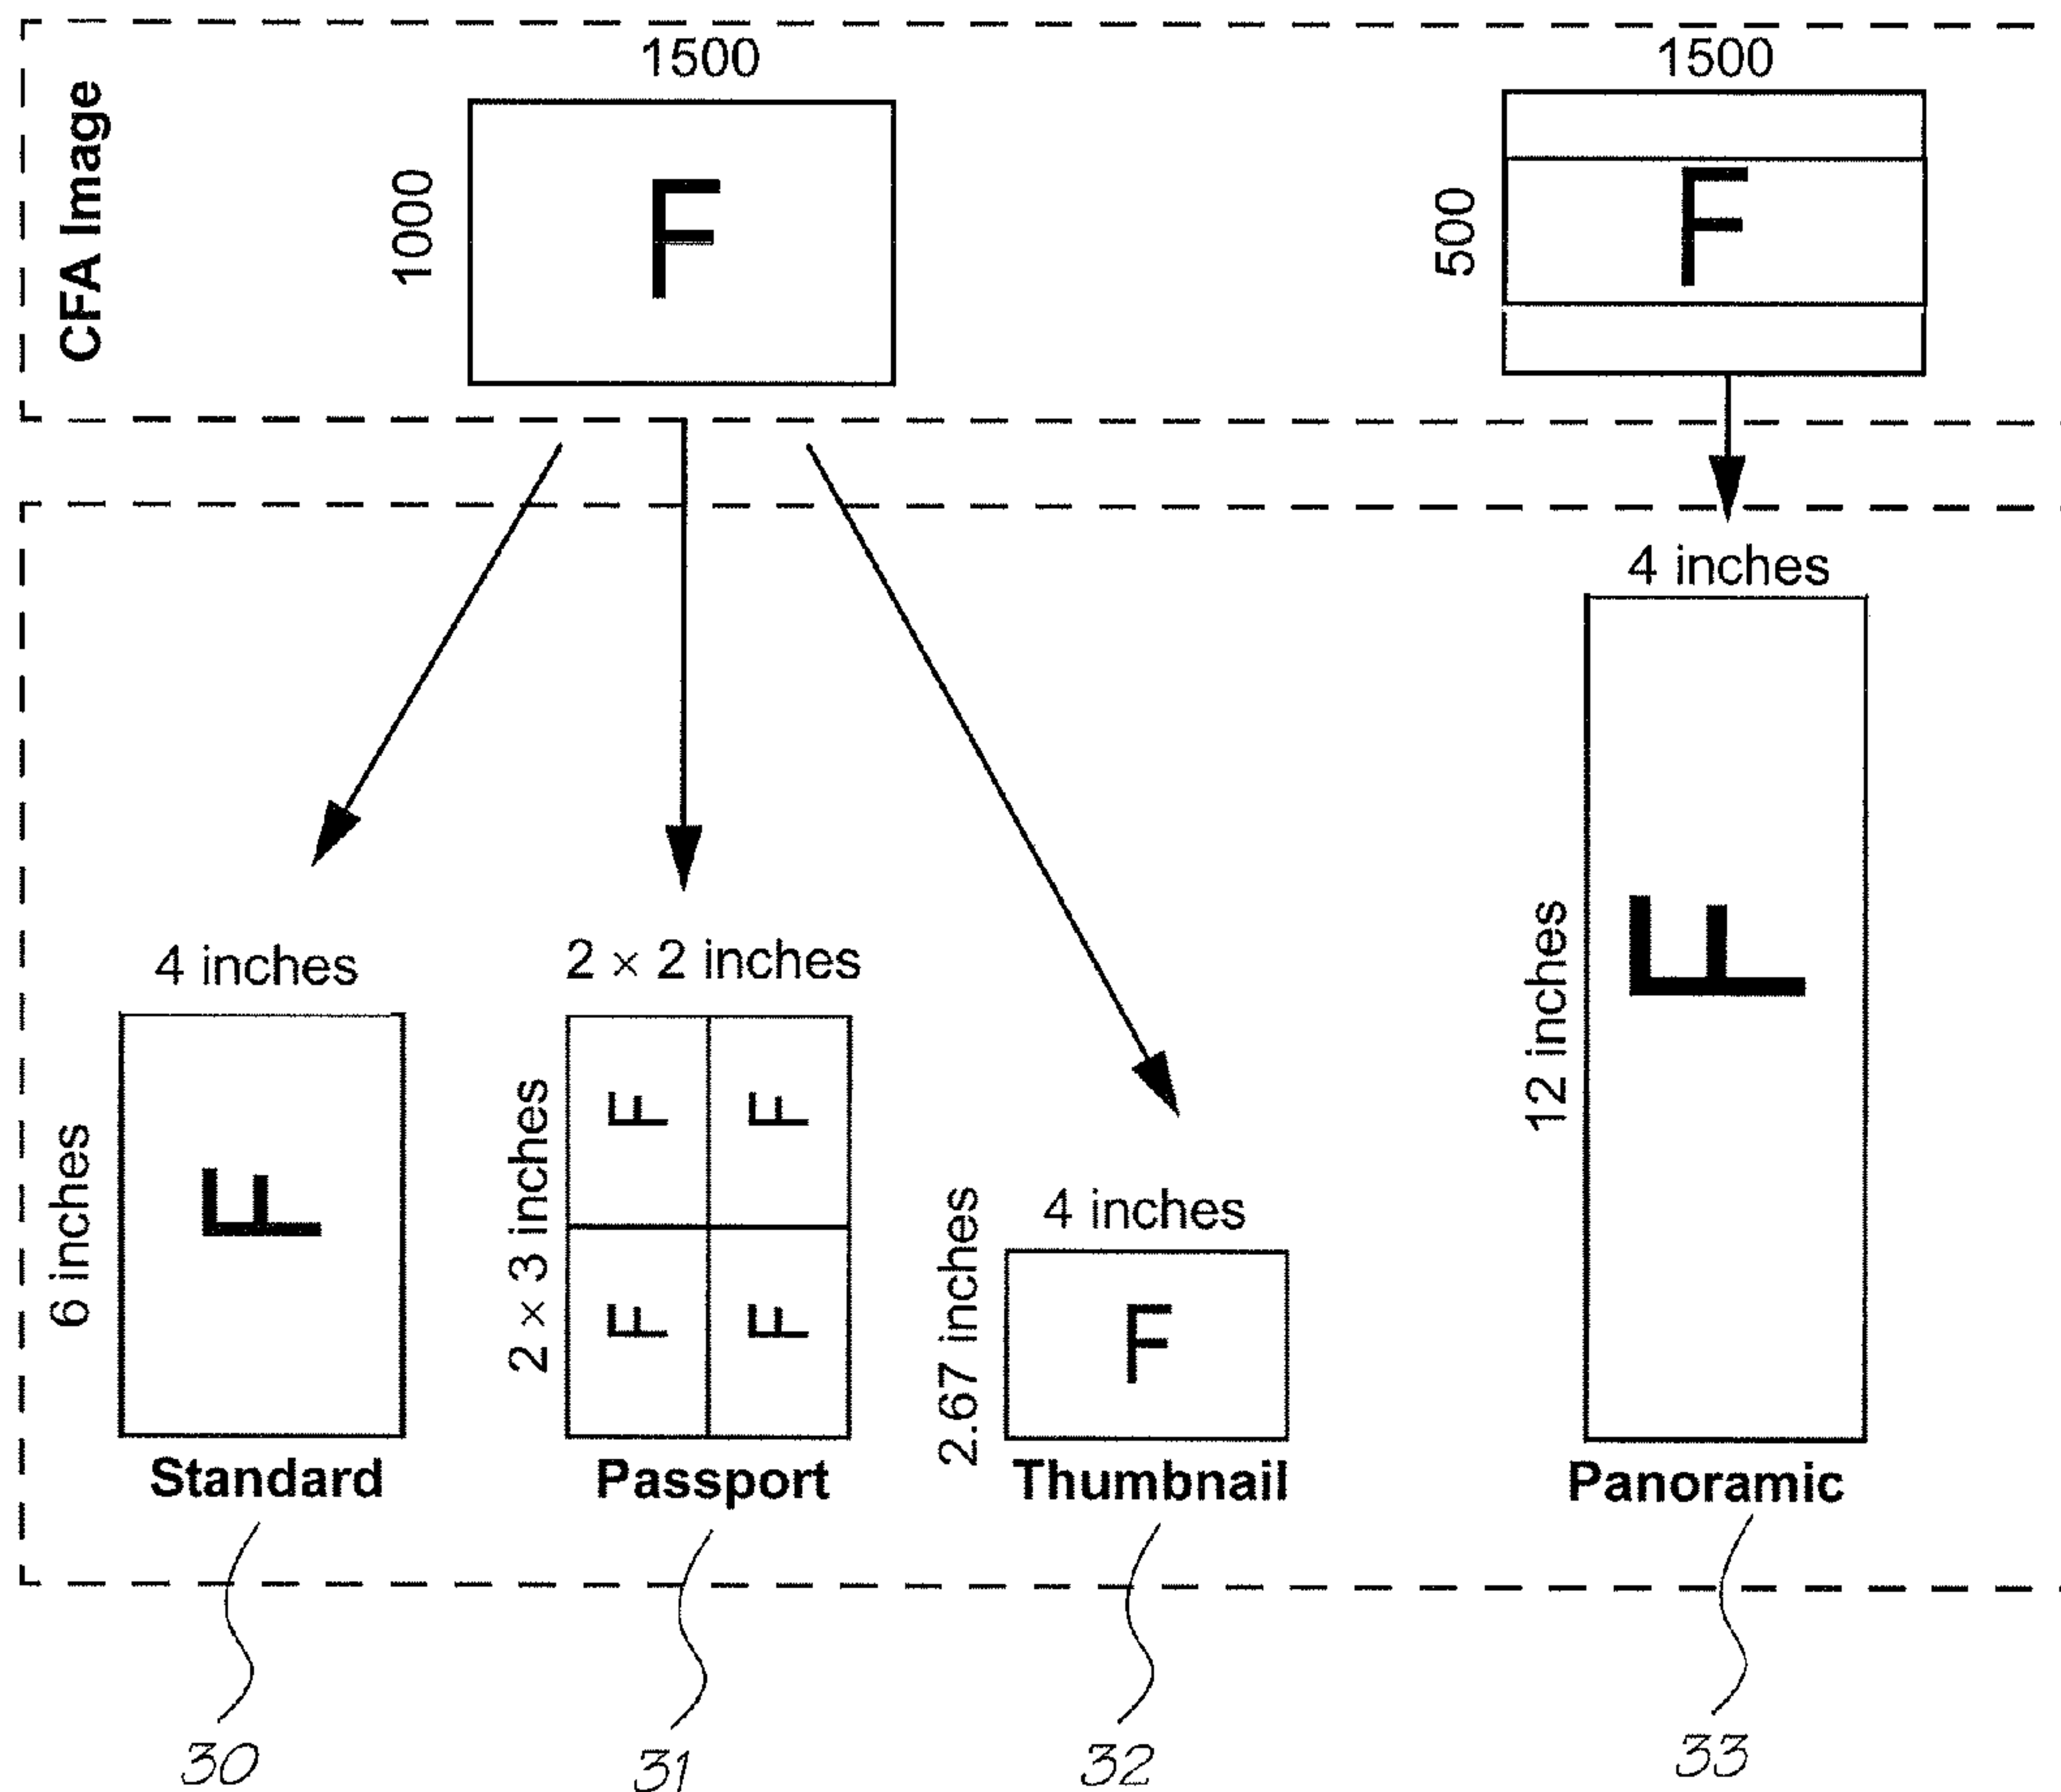 CFA Image
1500
1000
F
1500
500
F
4 inches
6 inches
F
Standard
2 × 2 inches
2 × 3 inches
F F
F F
Passport
4 inches
2.67 inches
F
Thumbnail
4 inches
12 inches
F
Panoramic
30
31
32
33